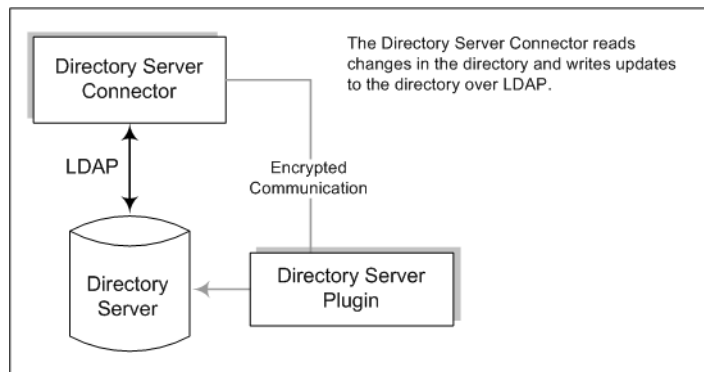 Directory Server
Connector
The Directory Server Connector reads
changes in the directory and writes updates
to the directory over LDAP.
LDAP
Encrypted
Communication
Directory
Server
Directory Server
Plugin